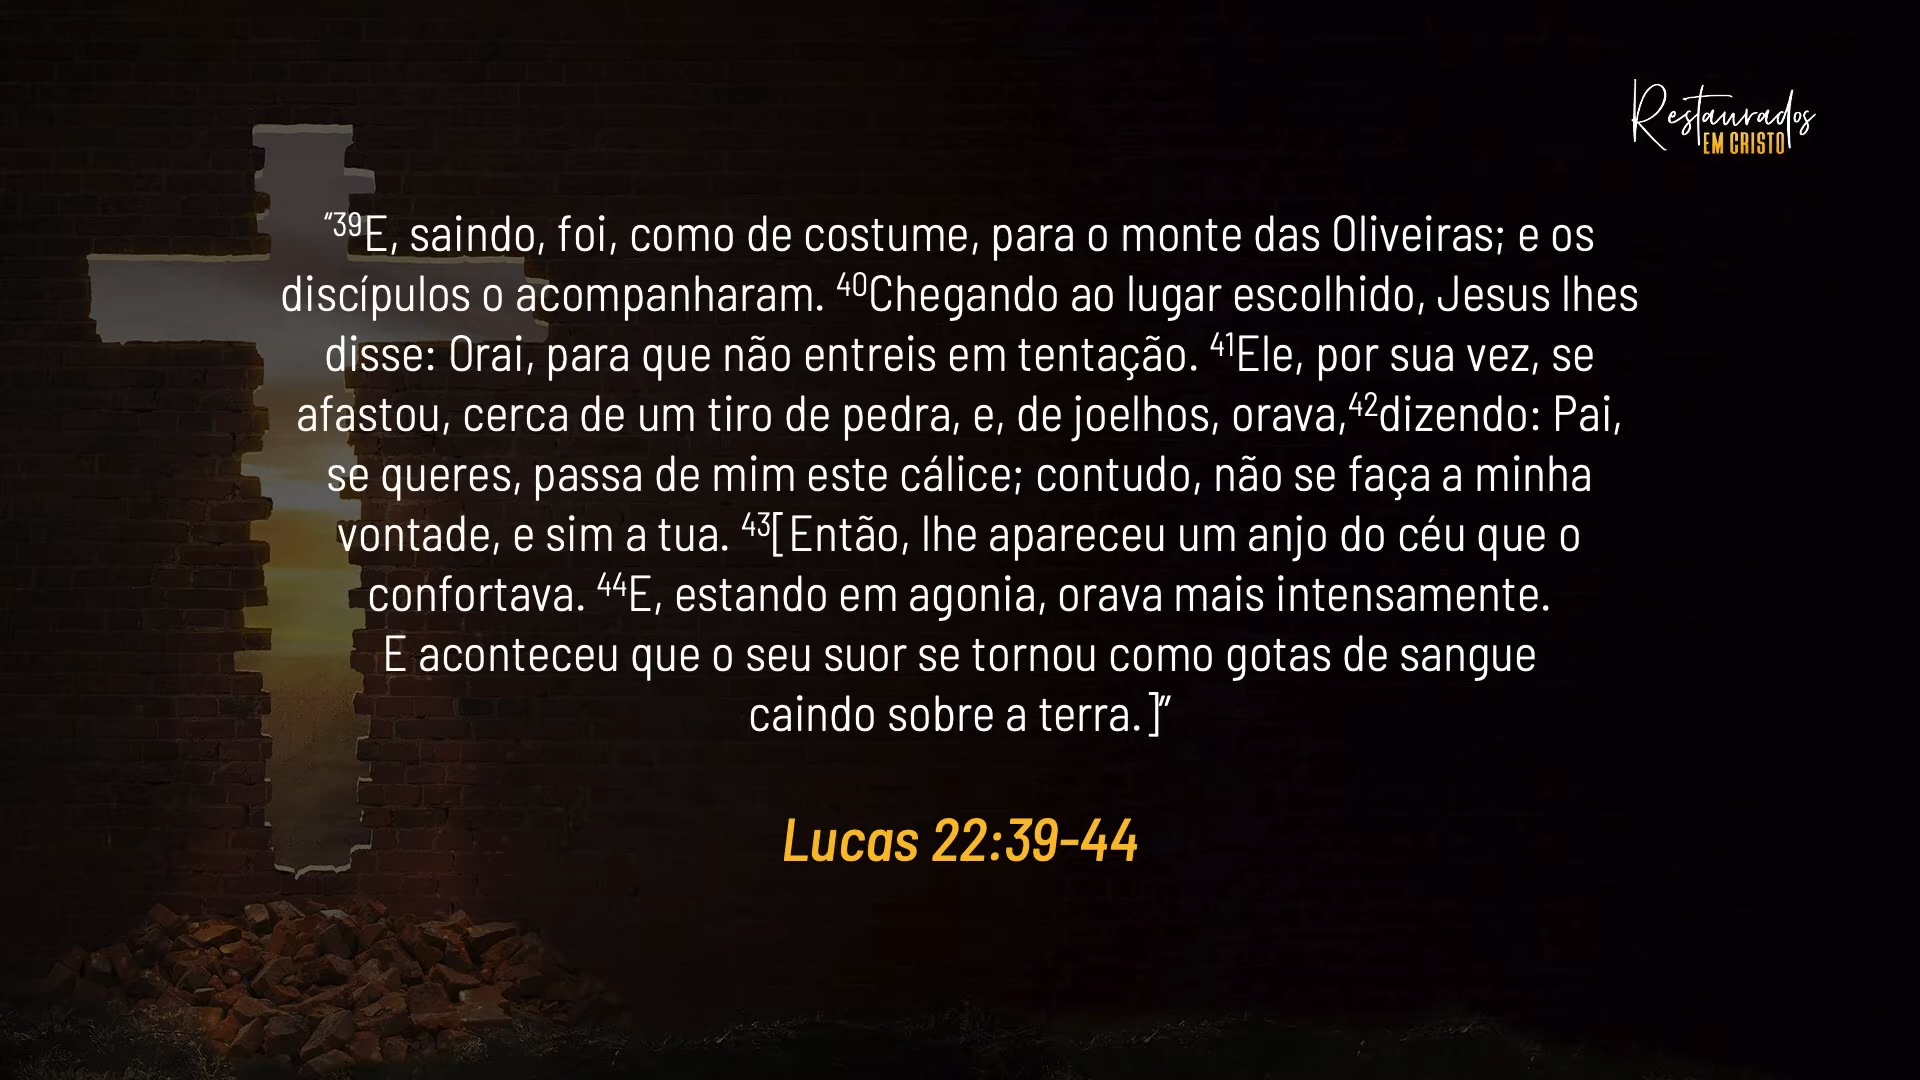 Restaurados
EM CRISTO
“³⁹E, saindo, foi, como de costume, para o monte das Oliveiras; e os
discípulos o acompanharam. ⁴⁰Chegando ao lugar escolhido, Jesus lhes
disse: Orai, para que não entreis em tentação. ⁴¹Ele, por sua vez, se
afastou, cerca de um tiro de pedra, e, de joelhos, orava,⁴²dizendo: Pai,
se queres, passa de mim este cálice; contudo, não se faça a minha
vontade, e sim a tua. ⁴³[Então, lhe apareceu um anjo do céu que o
confortava. ⁴⁴E, estando em agonia, orava mais intensamente.
E aconteceu que o seu suor se tornou como gotas de sangue
caindo sobre a terra.]”
Lucas 22:39-44